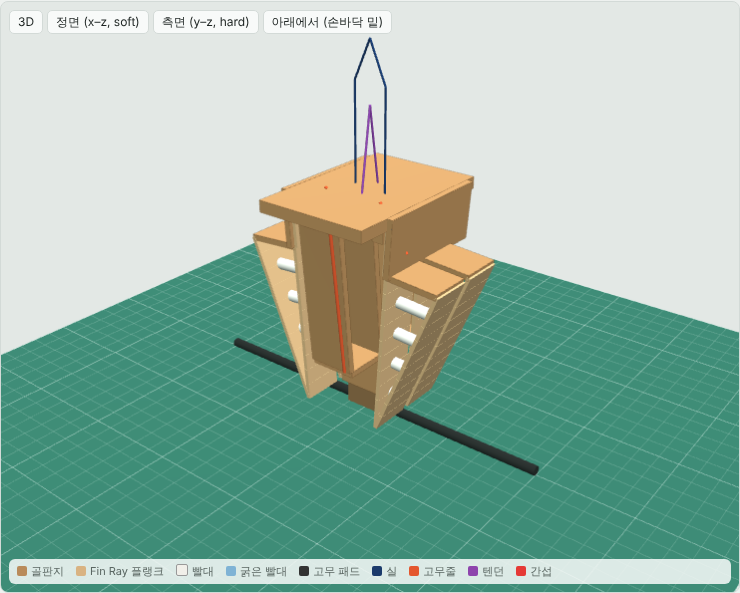 3D 정면 (x–z, soft) 측면 (y–z, hard) 아래에서 (손바닥 밑)
골판지 Fin Ray 플랭크 빨대 굵은 빨대 고무 패드 실 고무줄 텐던 간섭